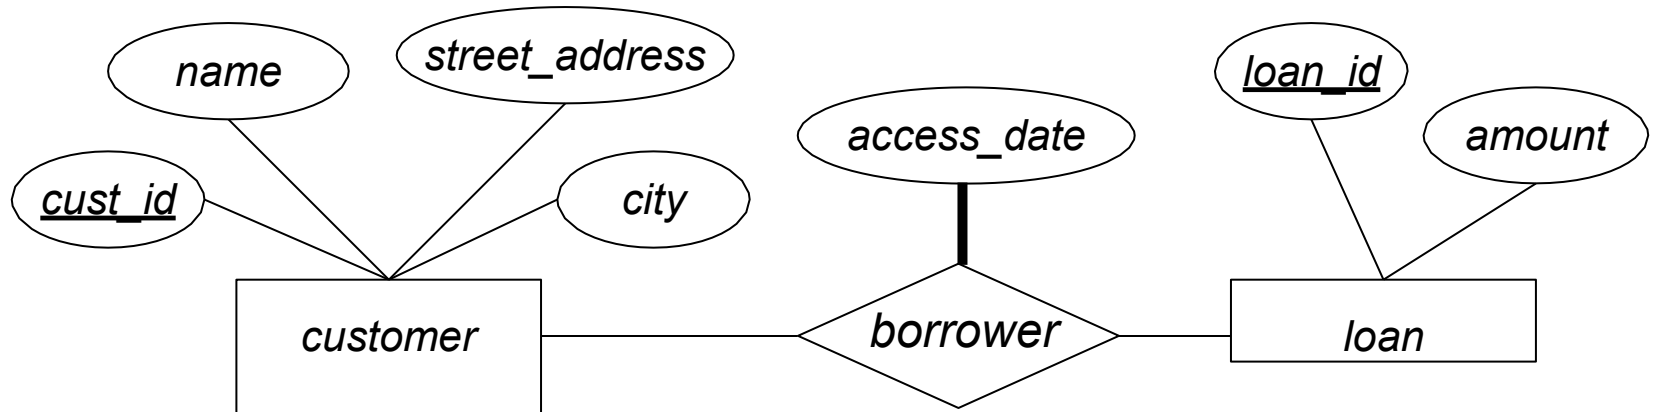 name
street_address
loan_id
access_date
amount
cust_id
city
customer
borrower
loan